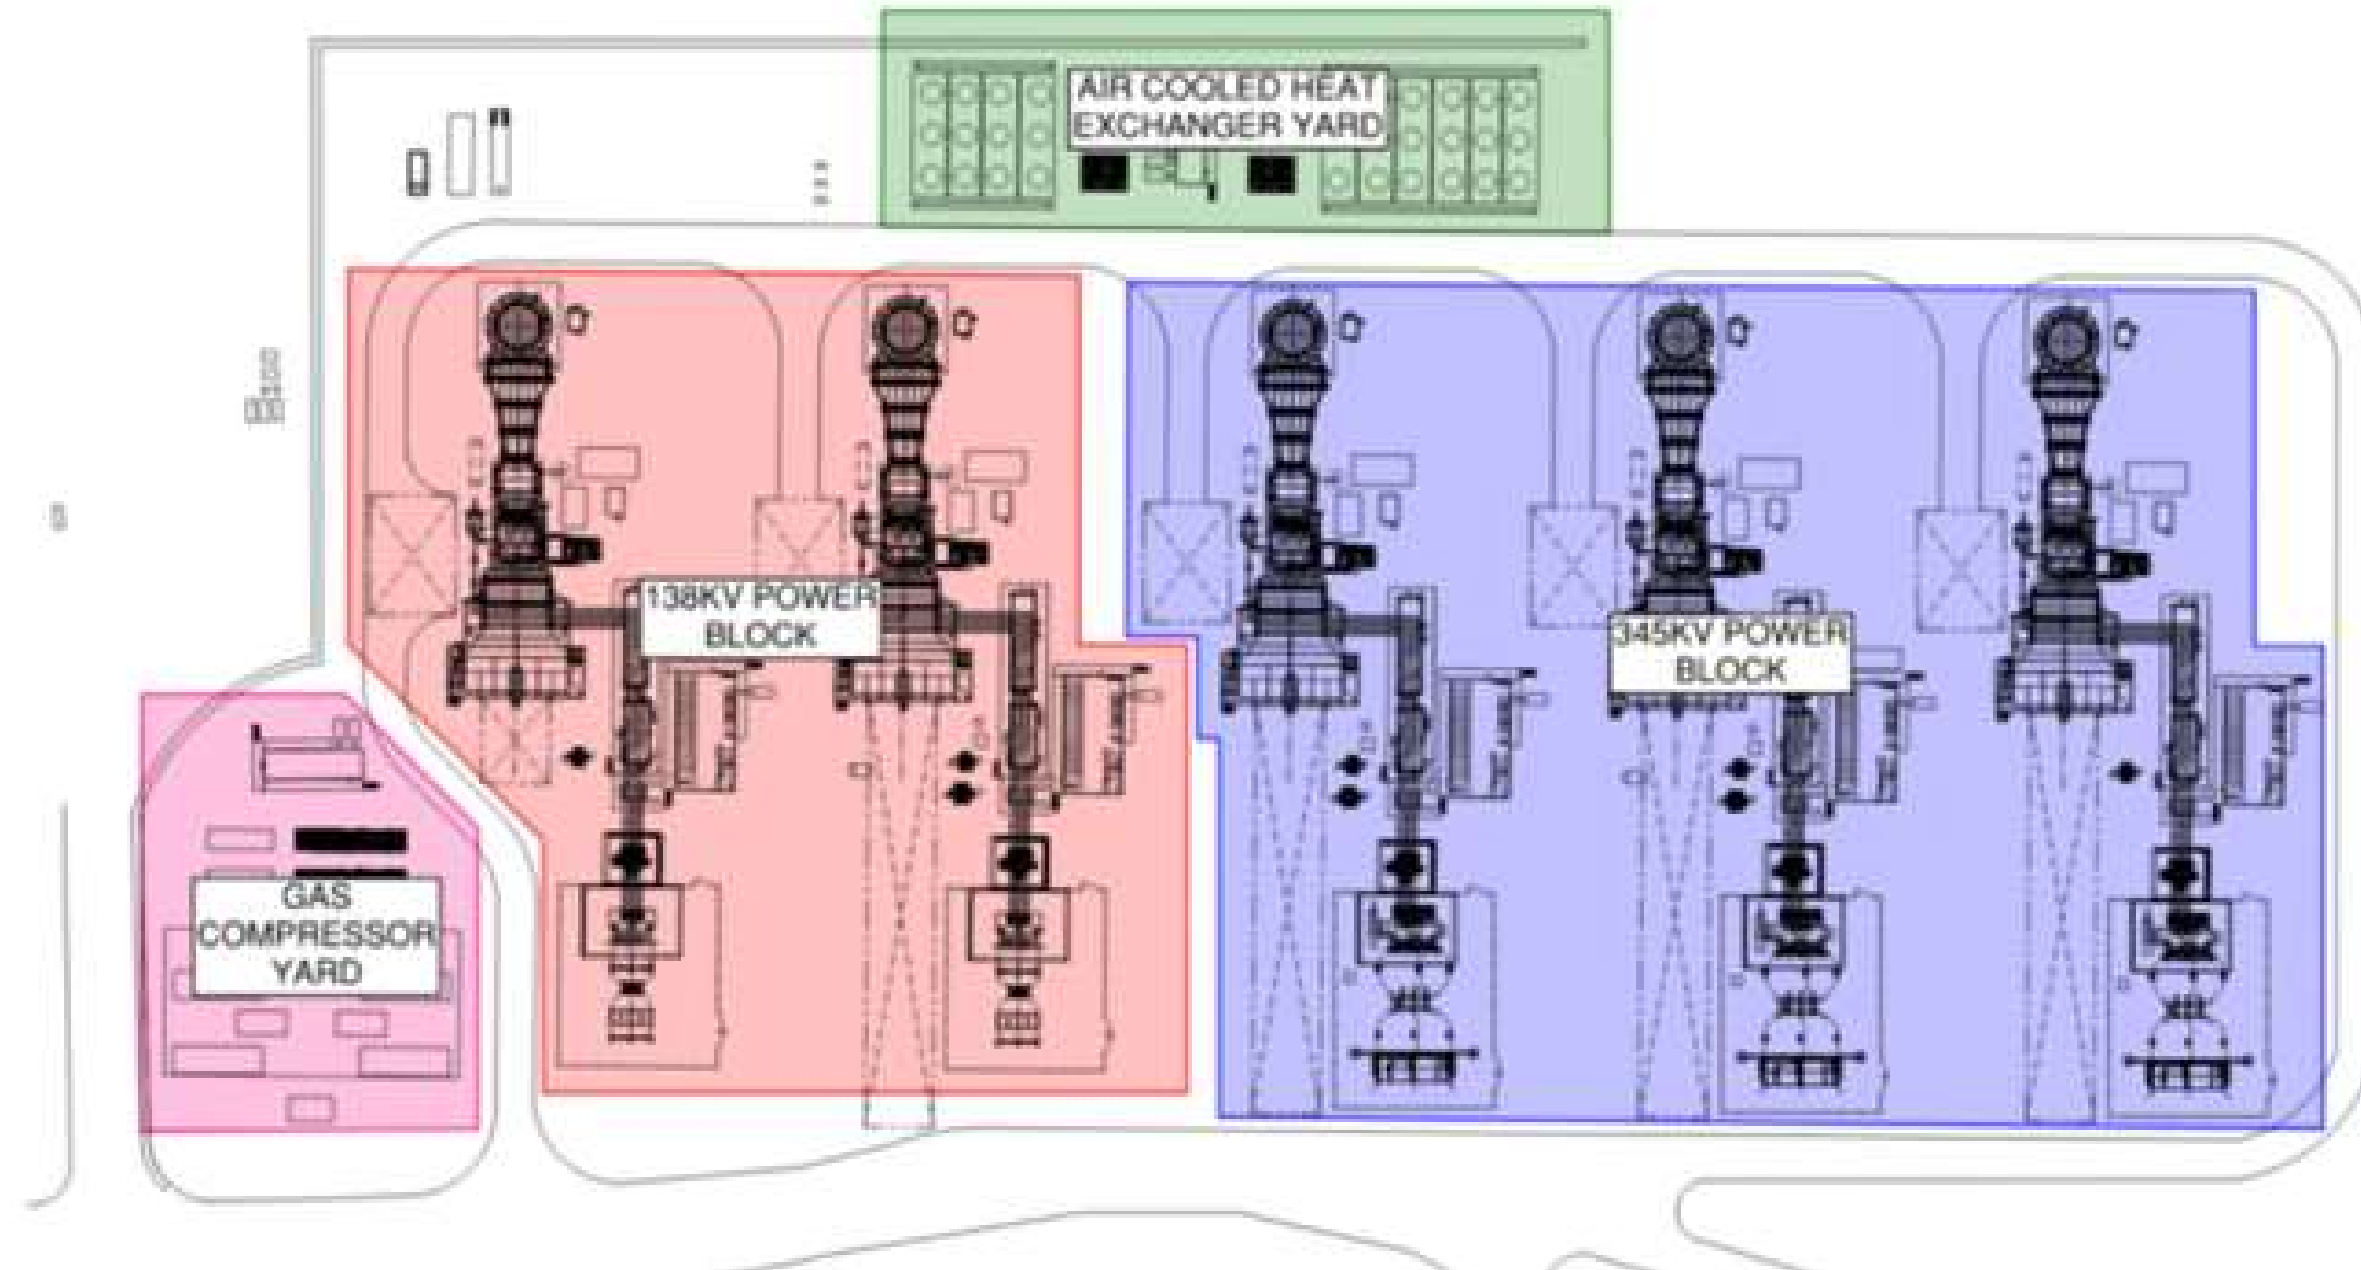 AIR COOLED HEAT
EXCHANGER YARD
138KV POWER
BLOCK
345KV POWER
BLOCK
GAS
COMPRESSOR
YARD